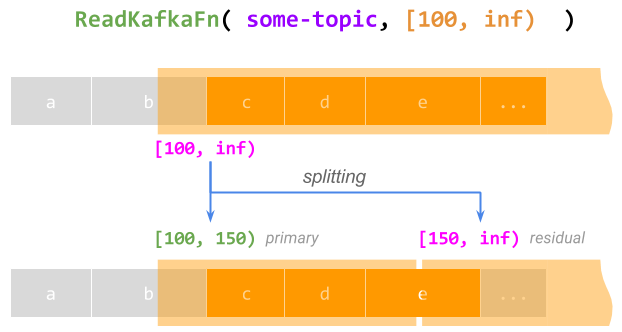 ReadKafkaFn( some-topic, [100, inf) )
a b c d e ...
[100, inf)
splitting
[100, 150) primary [150, inf) residual
a b c d e ...